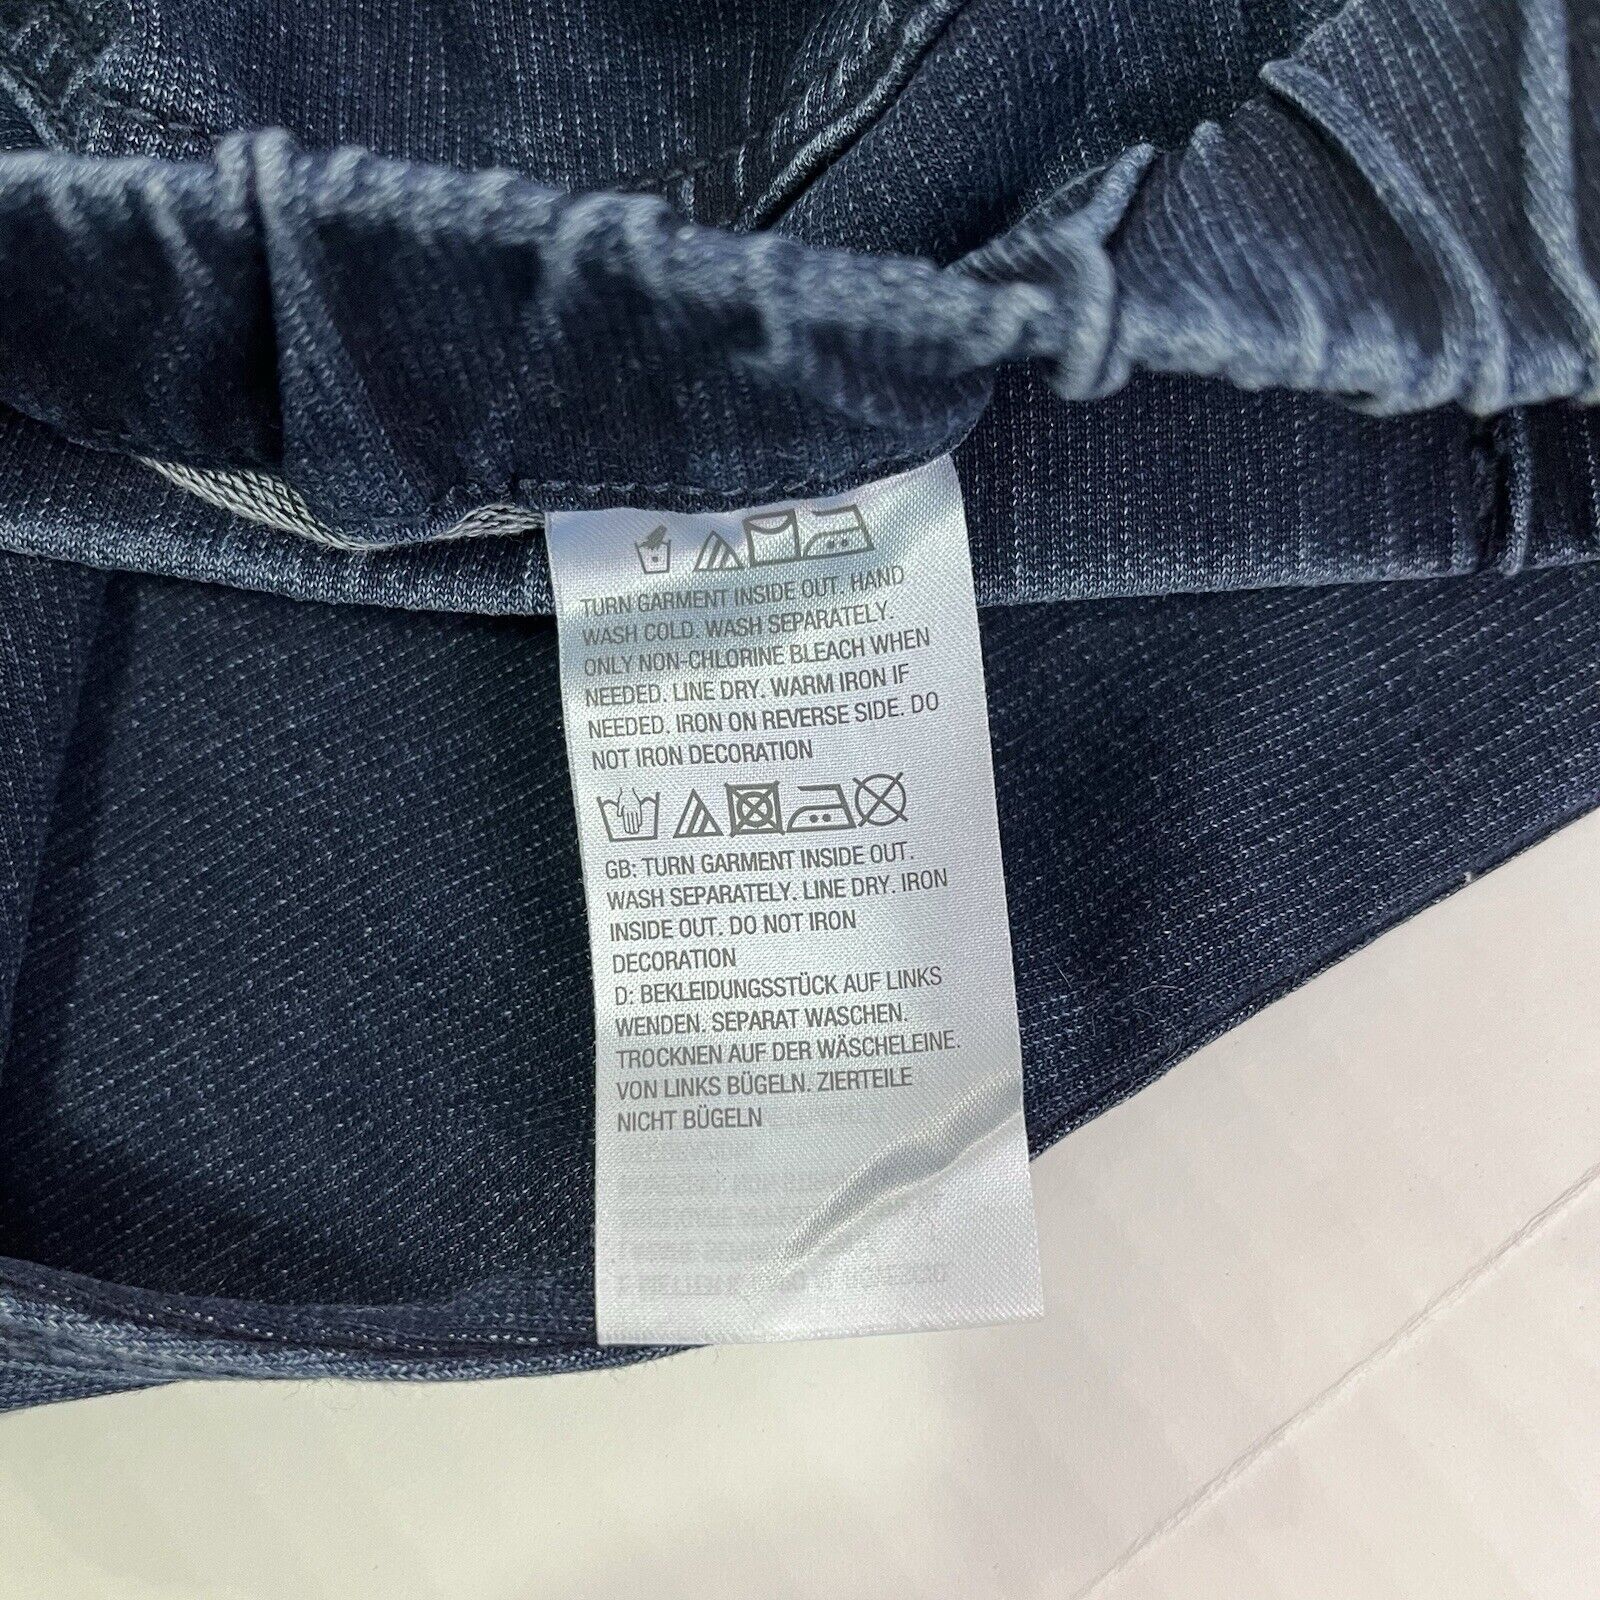 TURN GARMENT INSIDE OUT. HAND
WASH COLD. WASH SEPARATELY.
ONLY NON-CHLORINE BLEACH WHEN
NEEDED. LINE DRY. WARM IRON IF
NEEDED. IRON ON REVERSE SIDE. DO
NOT IRON DECORATION
GB: TURN GARMENT INSIDE OUT.
WASH SEPARATELY. LINE DRY. IRON
INSIDE OUT. DO NOT IRON
DECORATION
D: BEKLEIDUNGSSTÜCK AUF LINKS
WENDEN. SEPARAT WASCHEN.
TROCKNEN AUF DER WÄSCHELEINE.
VON LINKS BÜGELN. ZIERTEILE
NICHT BÜGELN